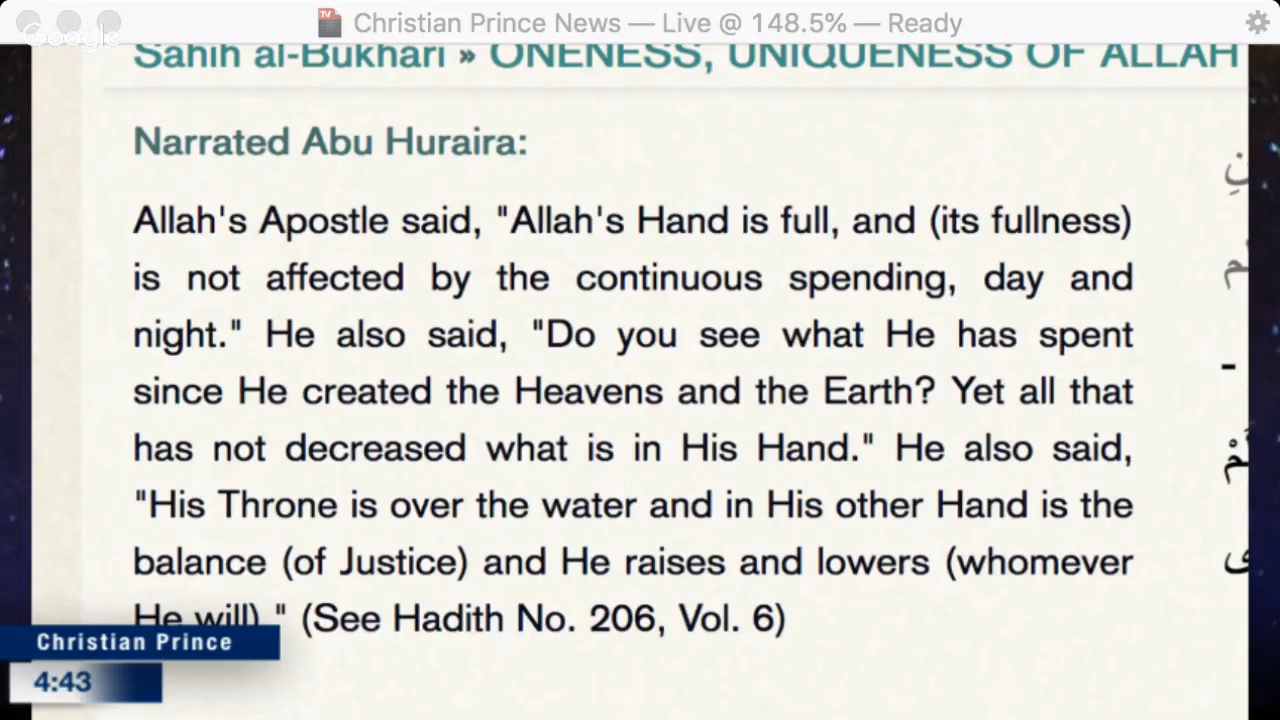 Christian Prince News — Live @ 148.5% — Ready
Google
Sahih al-Bukhari » ONENESS, UNIQUENESS OF ALLAH
Narrated Abu Huraira:
Allah's Apostle said, "Allah's Hand is full, and (its fullness)
is not affected by the continuous spending, day and
night." He also said, "Do you see what He has spent
since He created the Heavens and the Earth? Yet all that
has not decreased what is in His Hand." He also said,
"His Throne is over the water and in His other Hand is the
balance (of Justice) and He raises and lowers (whomever
He will)." (See Hadith No. 206, Vol. 6)
Christian Prince
4:43